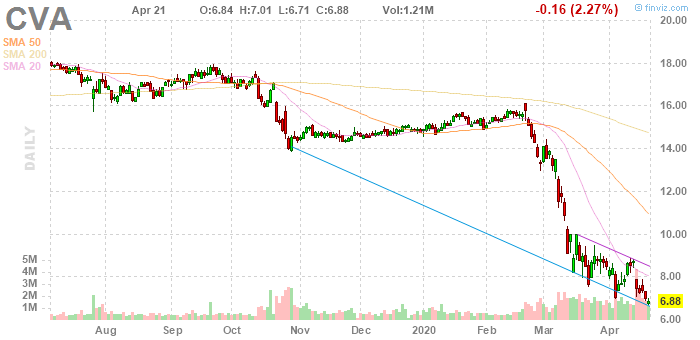 CVA Apr 21 O:6.84 H:7.01 L:6.71 C:6.88 Vol:1.21M -0.16 (2.27%) © finviz.com
SMA 50
SMA 200
SMA 20
DAILY
20.00
18.00
16.00
14.00
12.00
10.00
8.00
6.88
6.00
5M
4M
3M
2M
1M
Aug Sep Oct Nov Dec 2020 Feb Mar Apr